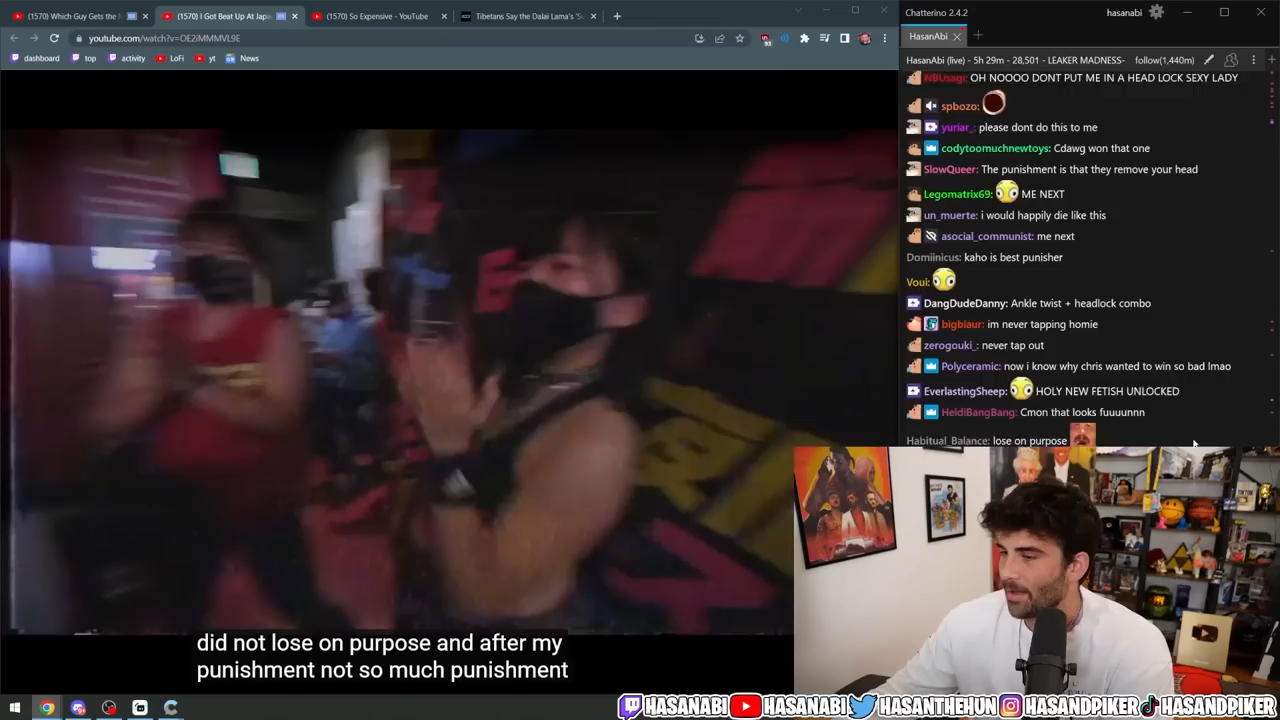 (1570) Which Guy Gets the
(1570) I Got Beat Up At Japa
(1570) So Expensive - YouTube
Tibetans Say the Dalai Lama's 'Su
youtube.com/watch?v=OE2iMMMVL9E
dashboard
top
activity
LoFi
yt
News
Chatterino 2.4.2
hasanabi
HasanAbi
HasanAbi (live) - 5h 29m - 28,501 - LEAKER MADNESS-
follow(1,440m)
NBUsagi: OH NOOOO DONT PUT ME IN A HEAD LOCK SEXY LADY
spbozo:
yuriar_: please dont do this to me
codytoomuchnewtoys: Cdawg won that one
SlowQueer: The punishment is that they remove your head
Legomatrix69: ME NEXT
un_muerte: i would happily die like this
asocial_communist: me next
Domiinicus: kaho is best punisher
Voui:
DangDudeDanny: Ankle twist + headlock combo
bigblaur: im never tapping homie
zerogouki_: never tap out
Polyceramic: now i know why chris wanted to win so bad lmao
EverlastingSheep: HOLY NEW FETISH UNLOCKED
HeidiBangBang: Cmon that looks fuuuunnn
Habitual_Balance: lose on purpose
did not lose on purpose and after my
punishment not so much punishment
HASANABI
HASANABI
HASANTHEHUN
HASANDPIKER
HASANDPIKER